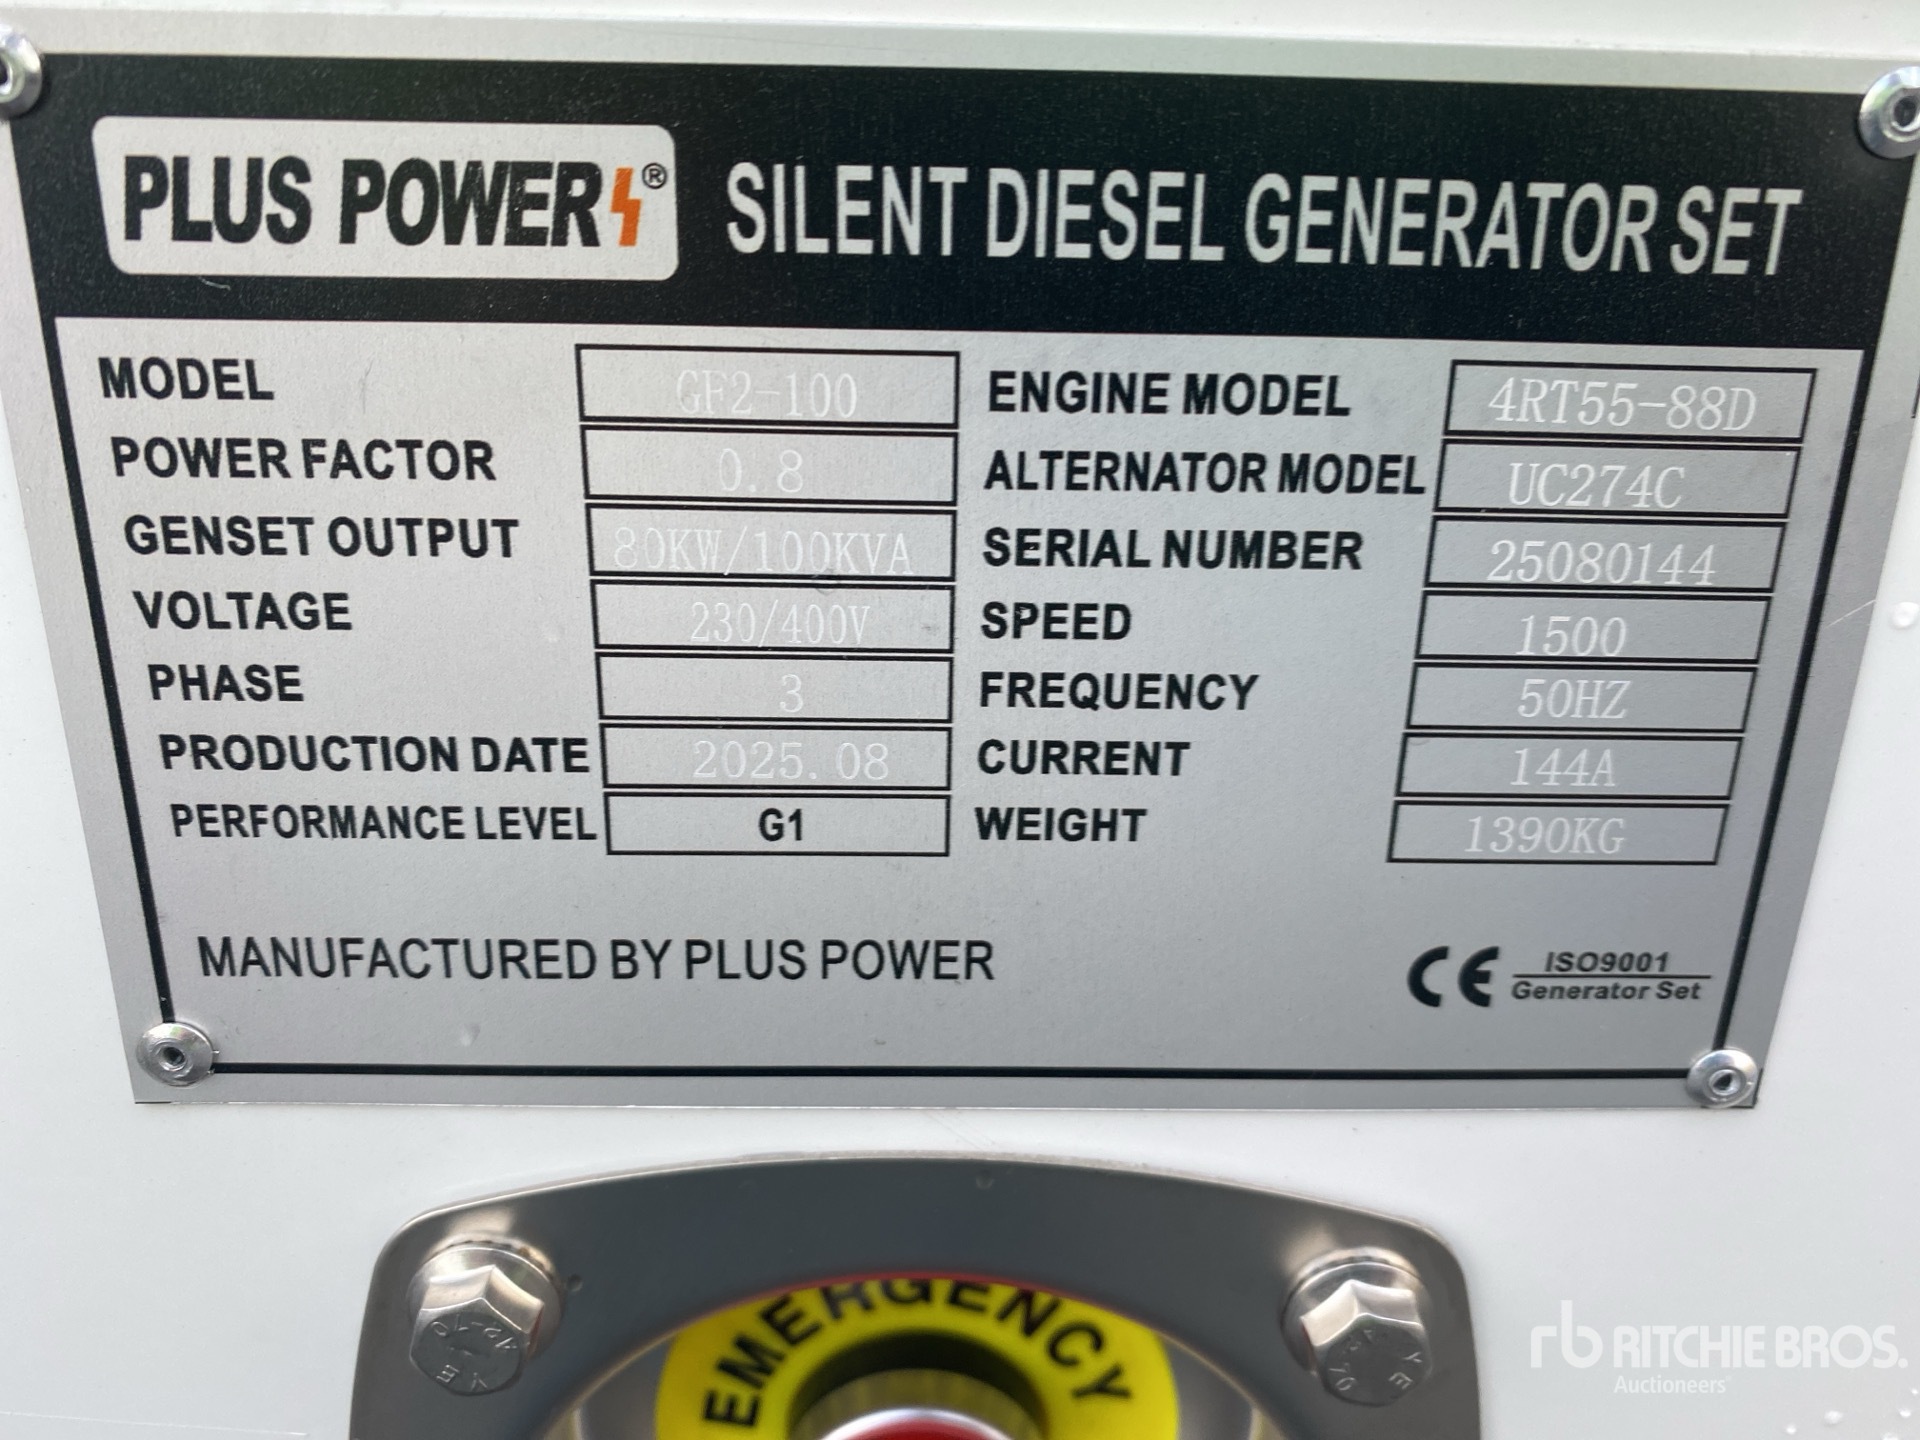 PLUS POWER® SILENT DIESEL GENERATOR SET
MODEL GF2-100 ENGINE MODEL 4RT55-88D
POWER FACTOR 0.8 ALTERNATOR MODEL UC274C
GENSET OUTPUT 80KW/100KVA SERIAL NUMBER 25080144
VOLTAGE 230/400V SPEED 1500
PHASE 3 FREQUENCY 50HZ
PRODUCTION DATE 2025.08 CURRENT 144A
PERFORMANCE LEVEL G1 WEIGHT 1390KG
MANUFACTURED BY PLUS POWER
CE ISO9001
Generator Set
EMERGENCY
rb RITCHIE BROS.
Auctioneers